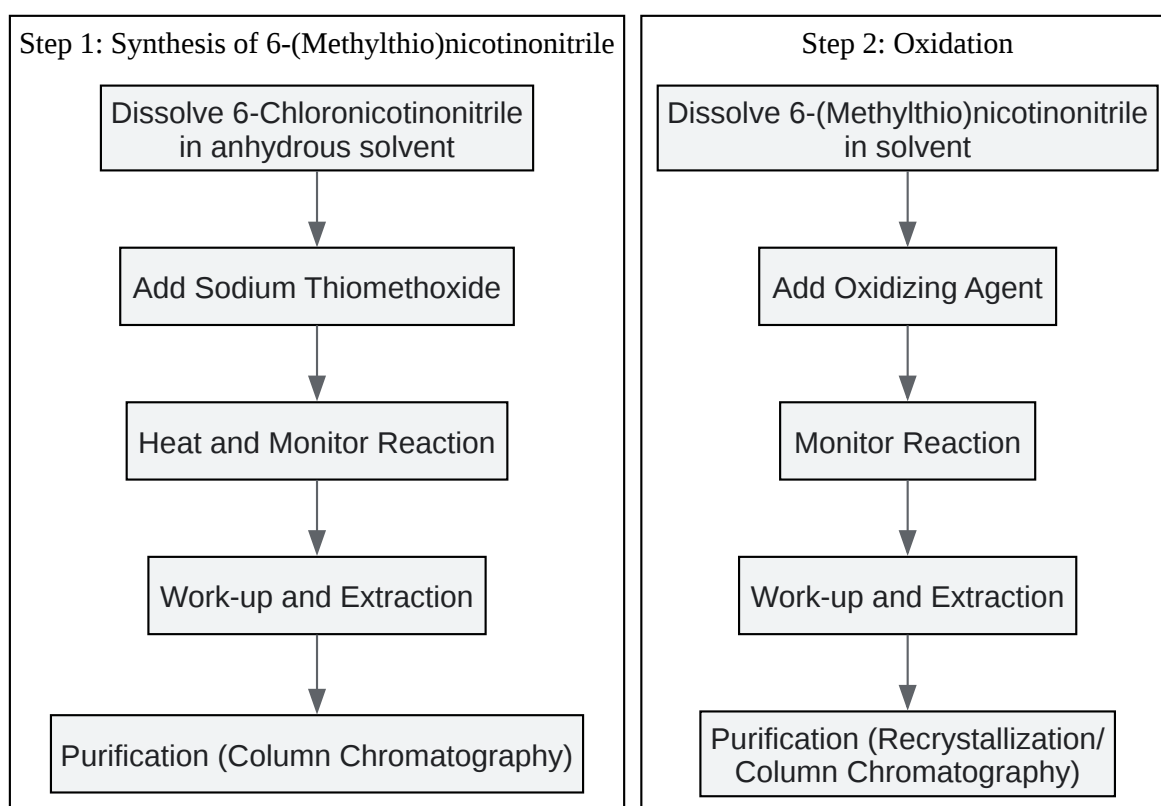 Step 1: Synthesis of 6-(Methylthio)nicotinonitrile
Dissolve 6-Chloronicotinonitrile
in anhydrous solvent
Add Sodium Thiomethoxide
Heat and Monitor Reaction
Work-up and Extraction
Purification (Column Chromatography)
Step 2: Oxidation
Dissolve 6-(Methylthio)nicotinonitrile
in solvent
Add Oxidizing Agent
Monitor Reaction
Work-up and Extraction
Purification (Recrystallization/
Column Chromatography)